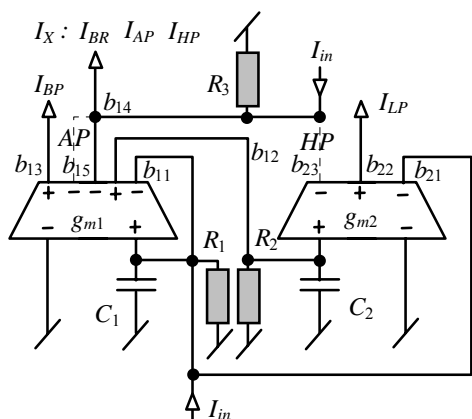 I_X : I_BR I_AP I_HP
I_in
I_BP
R_3
I_LP
b_14
AP
HP
b_12
b_13 b_15 b_11
b_23 b_22 b_21
+ − − + −
+ − −
g_m1
g_m2
− +
+ −
R_1 R_2
C_1
C_2
I_in